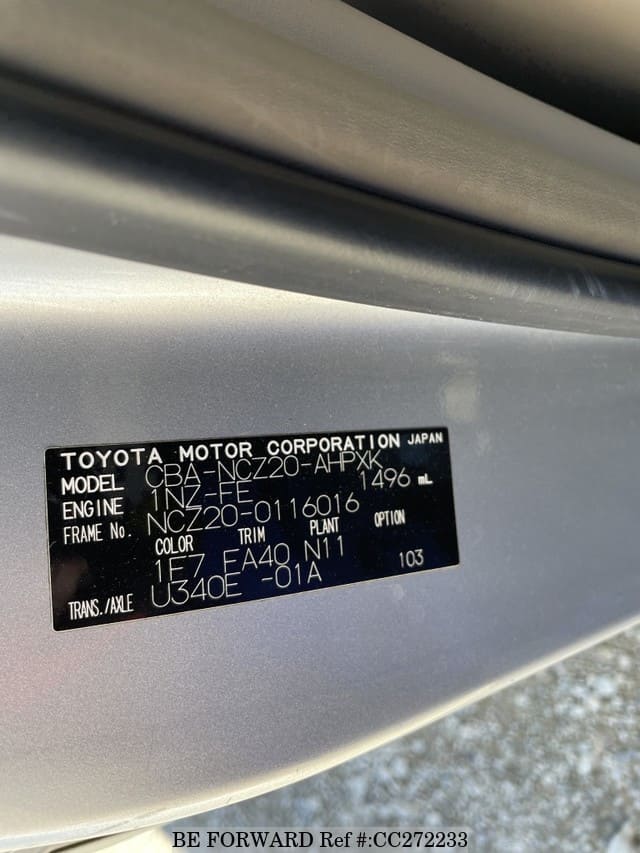 TOYOTA MOTOR CORPORATION JAPAN
MODEL CBA-NCZ20-AHPXK
ENGINE 1NZ-FE 1496 mL
FRAME No. NCZ20-0116016
COLOR TRIM PLANT OPTION
1E7 FA40 N11 103
TRANS./AXLE U340E -01A
BE FORWARD Ref #:CC272233